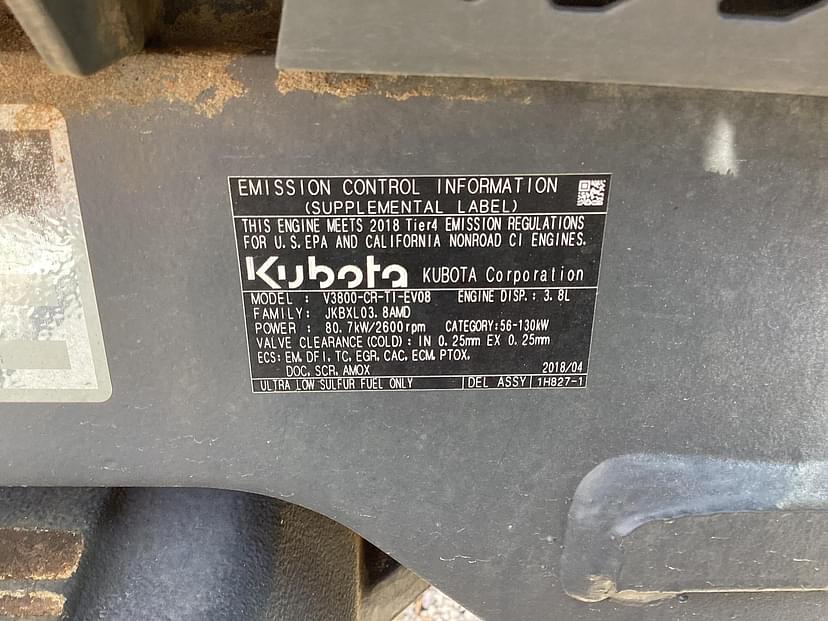 EMISSION CONTROL INFORMATION
(SUPPLEMENTAL LABEL)
THIS ENGINE MEETS 2018 Tier4 EMISSION REGULATIONS
FOR U.S.EPA AND CALIFORNIA NONROAD CI ENGINES.
Kubota KUBOTA Corporation
MODEL : V3800-CR-TI-EV08 ENGINE DISP.: 3.8L
FAMILY: JKBXL03.8AMD
POWER : 80.7kW/2600rpm CATEGORY:56-130kW
VALVE CLEARANCE(COLD): IN 0.25mm EX 0.25mm
ECS: EM, DFI, TC, EGR, CAC, ECM, PTOX,
DOC, SCR, AMOX 2018/04
ULTRA LOW SULFUR FUEL ONLY DEL ASSY 1H827-1